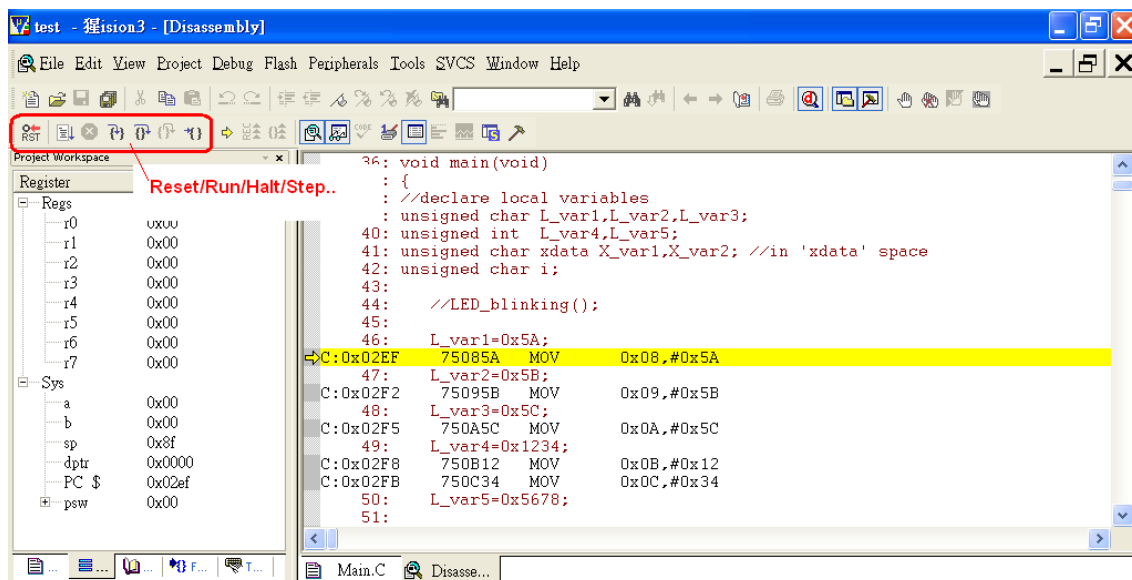 test - 猩ision3 - [Disassembly]
File Edit View Project Debug Flash Peripherals Tools SVCS Window Help
RST
CODE
Project Workspace
Register
Reset/Run/Halt/Step..
Regs
r0 0x00
r1 0x00
r2 0x00
r3 0x00
r4 0x00
r5 0x00
r6 0x00
r7 0x00
Sys
a 0x00
b 0x00
sp 0x8f
dptr 0x0000
PC $ 0x02ef
psw 0x00
36: void main(void)
: {
: //declare local variables
: unsigned char L_var1,L_var2,L_var3;
40: unsigned int L_var4,L_var5;
41: unsigned char xdata X_var1,X_var2; //in 'xdata' space
42: unsigned char i;
43:
44: //LED_blinking();
45:
46: L_var1=0x5A;
C:0x02EF 75085A MOV 0x08,#0x5A
47: L_var2=0x5B;
C:0x02F2 75095B MOV 0x09,#0x5B
48: L_var3=0x5C;
C:0x02F5 750A5C MOV 0x0A,#0x5C
49: L_var4=0x1234;
C:0x02F8 750B12 MOV 0x0B,#0x12
C:0x02FB 750C34 MOV 0x0C,#0x34
50: L_var5=0x5678;
51:
... ... ... F... T...
Main.C Disasse...